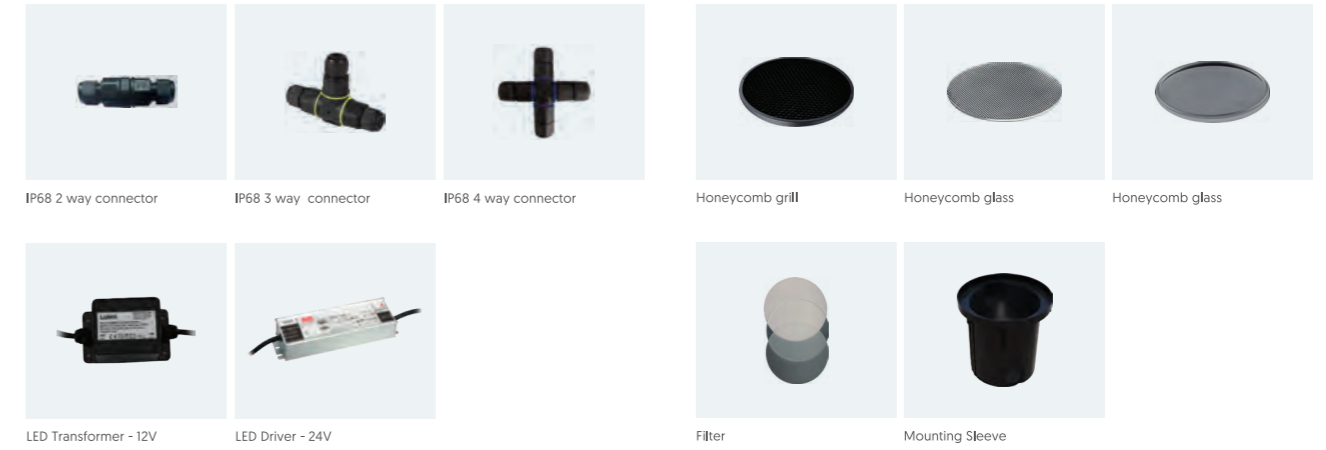 IP68 2 way connector
IP68 3 way connector
IP68 4 way connector
Honeycomb grill
Honeycomb glass
Honeycomb glass
LED Transformer - 12V
LED Driver - 24V
Filter
Mounting Sleeve